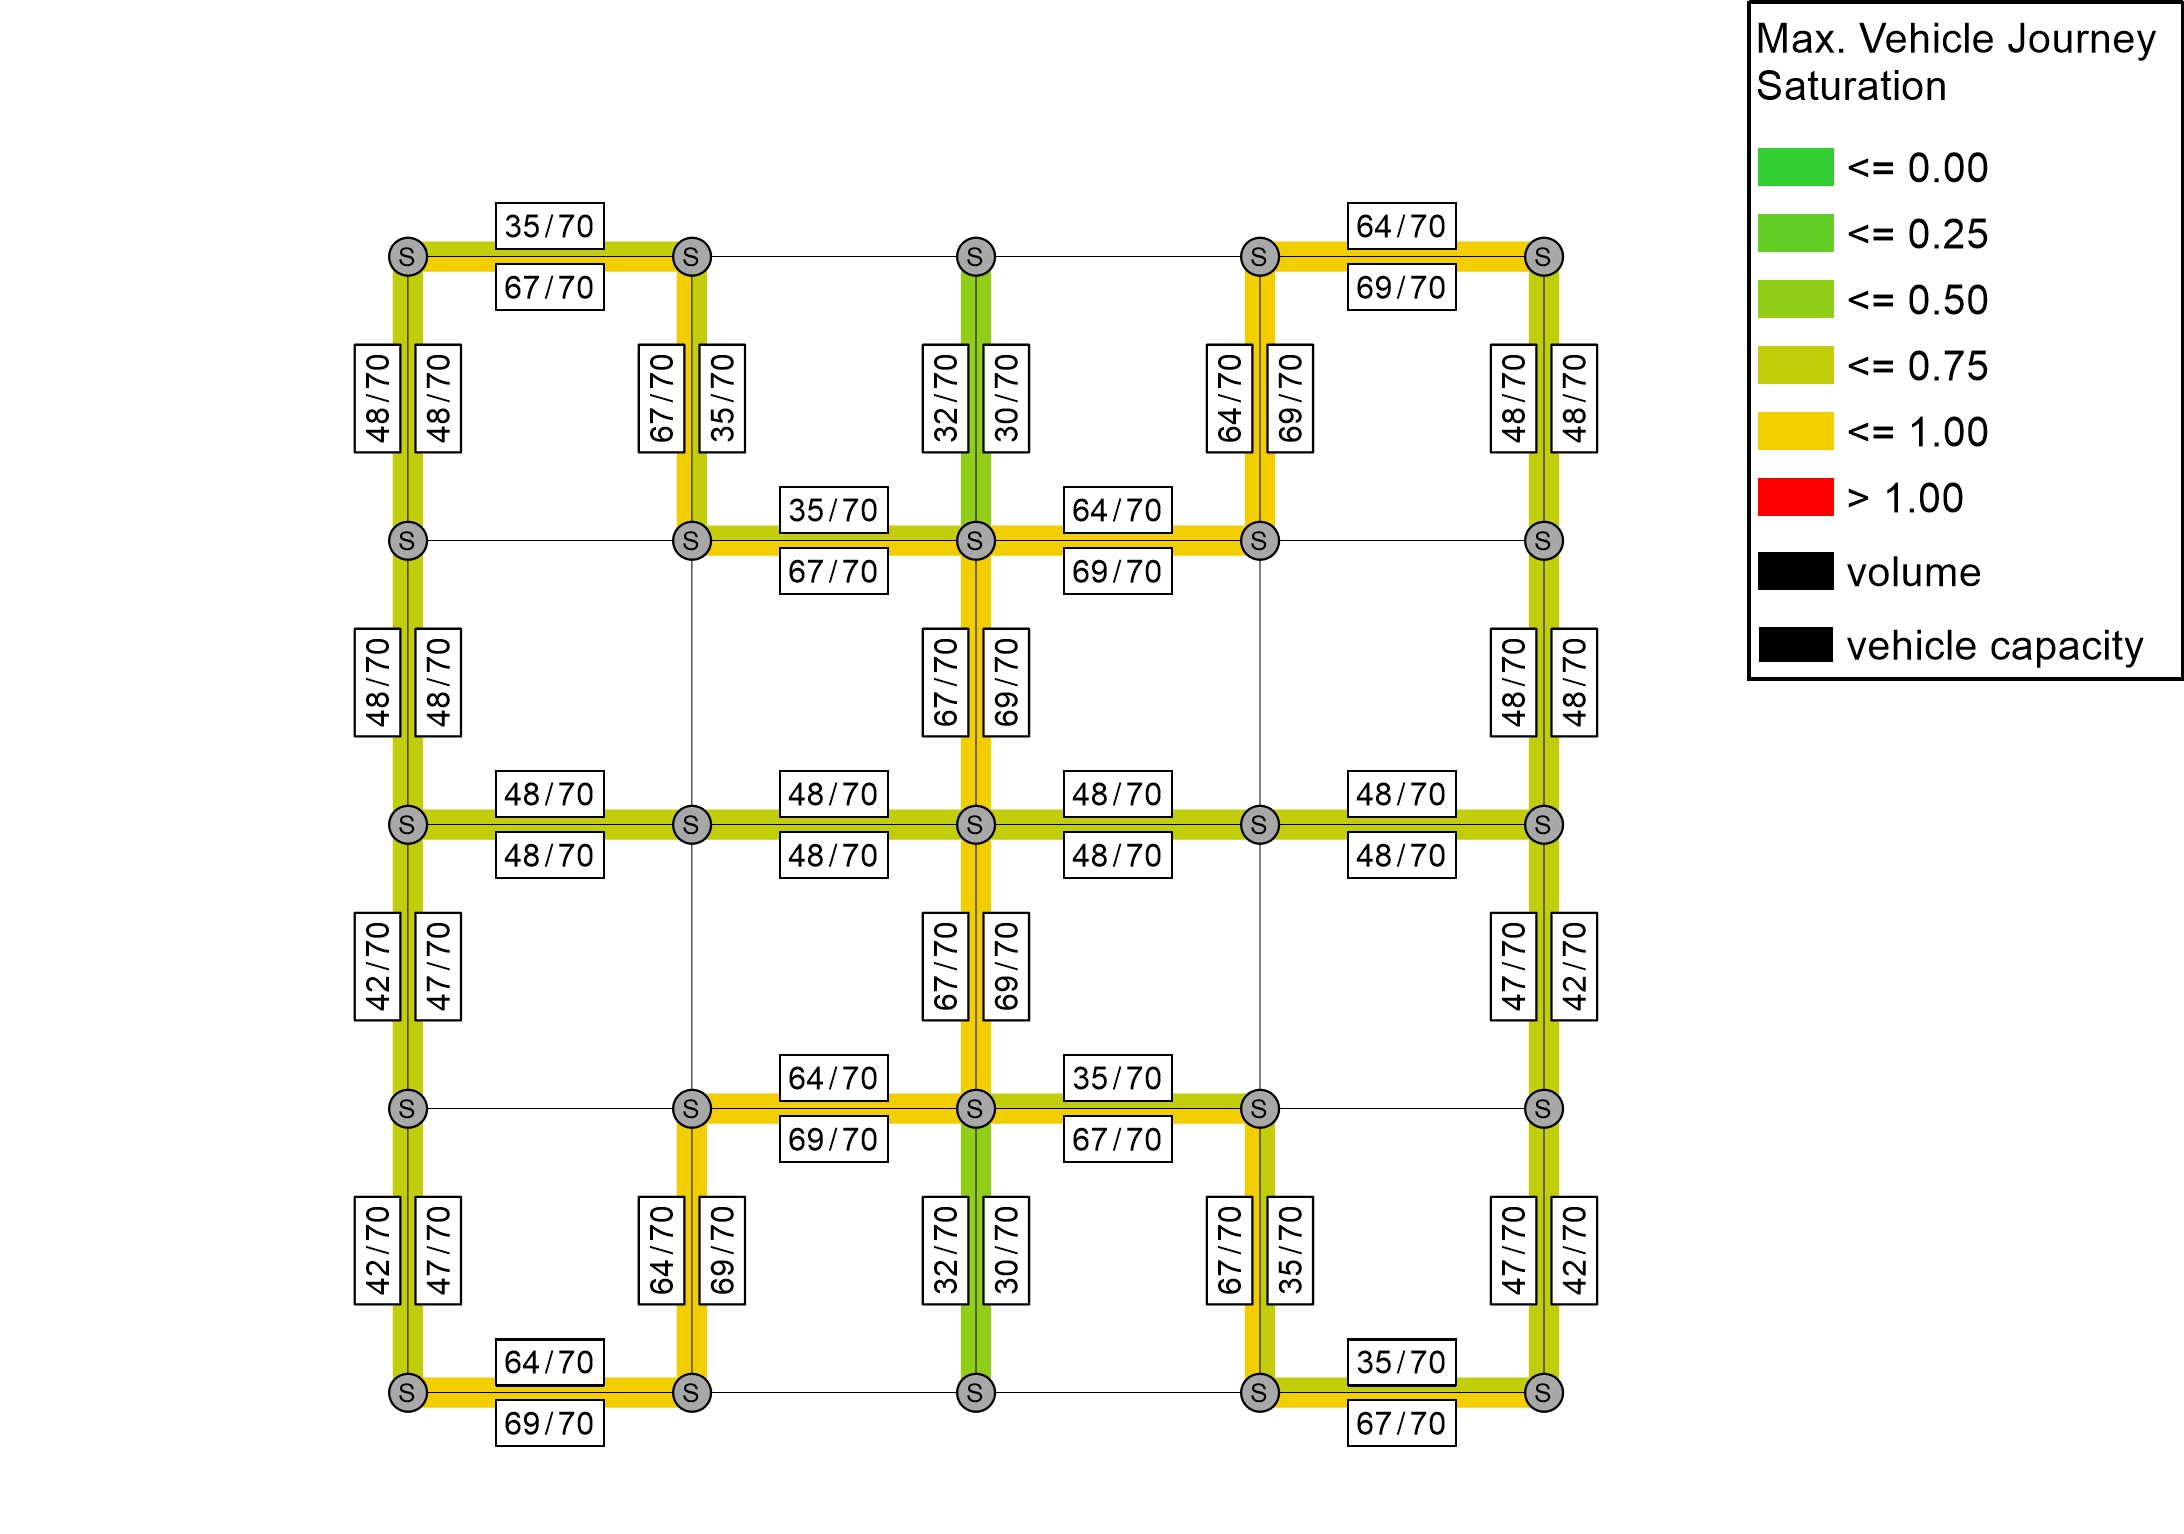 Max. Vehicle Journey
Saturation
<= 0.00
<= 0.25
<= 0.50
<= 0.75
<= 1.00
> 1.00
volume
vehicle capacity
35/70 64/70
S S S S S
67/70 69/70
48/70 48/70 67/70 35/70 32/70 30/70 64/70 69/70 48/70 48/70
35/70 64/70
S S S S S
67/70 69/70
48/70 48/70 67/70 69/70 48/70 48/70
48/70 48/70 48/70 48/70
S S S S S
48/70 48/70 48/70 48/70
42/70 47/70 67/70 69/70 47/70 42/70
64/70 35/70
S S S S S
69/70 67/70
42/70 47/70 64/70 69/70 32/70 30/70 67/70 35/70 47/70 42/70
64/70 35/70
S S S S S
69/70 67/70